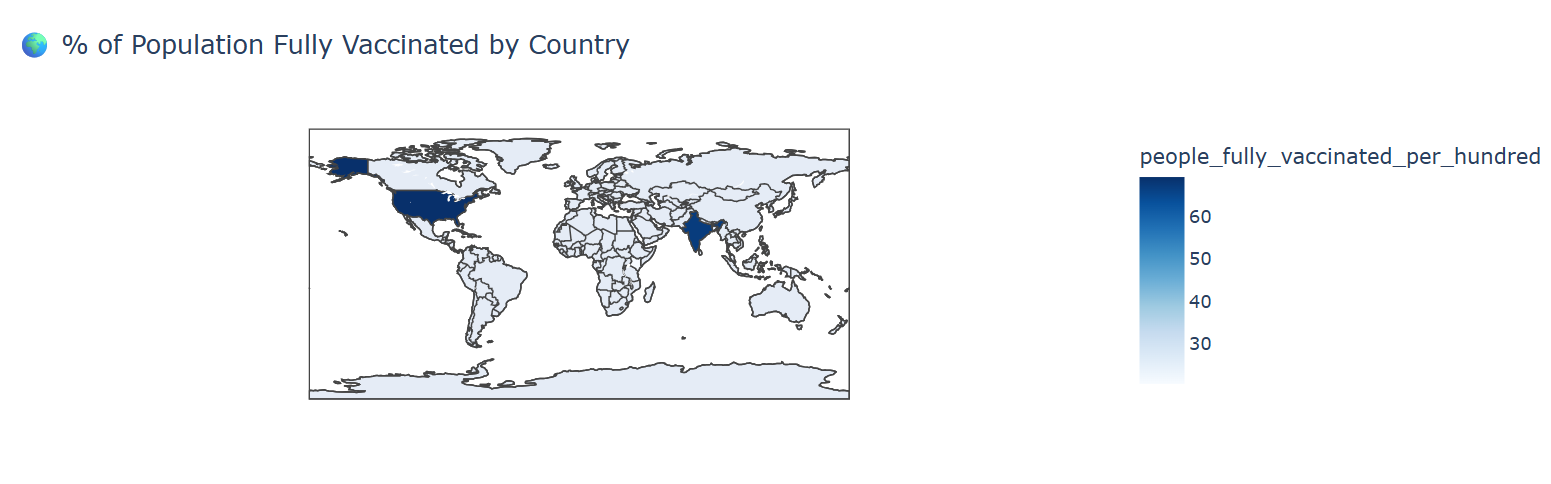 🌍 % of Population Fully Vaccinated by Country
people_fully_vaccinated_per_hundred
60
50
40
30